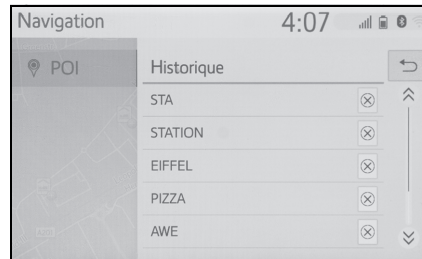 Navigation 4:07
POI
Historique
STA
STATION
EIFFEL
PIZZA
AWE